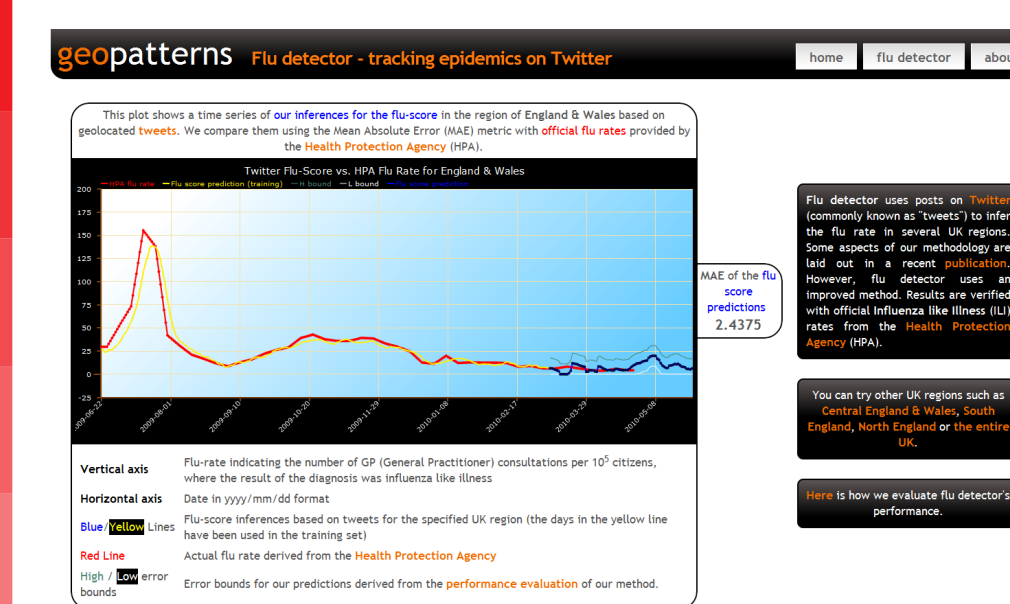 geopatterns Flu detector - tracking epidemics on Twitter
home
flu detector
abou
This plot shows a time series of our inferences for the flu-score in the region of England & Wales based on
geolocated tweets. We compare them using the Mean Absolute Error (MAE) metric with official flu rates provided by
the Health Protection Agency (HPA).
Twitter Flu-Score vs. HPA Flu Rate for England & Wales
HPA flu rate Flu score prediction (training) H bound L bound Flu score prediction
200
175
150
125
100
75
50
25
0
-25
2009-06-22
2009-08-01
2009-09-10
2009-10-20
2009-11-29
2010-01-08
2010-02-17
2010-03-29
2010-05-08
MAE of the flu
score
predictions
2.4375
Vertical axis
Flu-rate indicating the number of GP (General Practitioner) consultations per 10⁵ citizens,
where the result of the diagnosis was influenza like illness
Horizontal axis
Date in yyyy/mm/dd format
Blue/Yellow Lines
Flu-score inferences based on tweets for the specified UK region (the days in the yellow line
have been used in the training set)
Red Line
Actual flu rate derived from the Health Protection Agency
High / Low error
bounds
Error bounds for our predictions derived from the performance evaluation of our method.
Flu detector uses posts on Twitter
(commonly known as "tweets") to infer
the flu rate in several UK regions.
Some aspects of our methodology are
laid out in a recent publication.
However, flu detector uses an
improved method. Results are verified
with official Influenza like Illness (ILI)
rates from the Health Protection
Agency (HPA).
You can try other UK regions such as
Central England & Wales, South
England, North England or the entire
UK.
Here is how we evaluate flu detector's
performance.